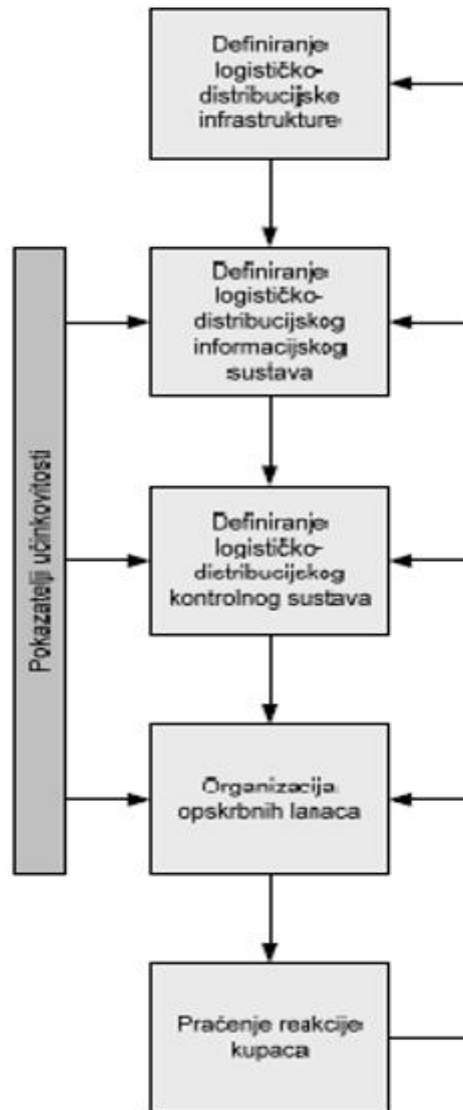 Definiranje
logističko-
distribucijske
infrastrukture
Pokazatelji učinkovitosti
Definiranje
logističko-
distribucijskog
informacijskog
sustava
Definiranje
logističko-
distribucijskog
kontrolnog sustava
Organizacija
opskrbnih lanaca
Praćenje reakcije
kupaca